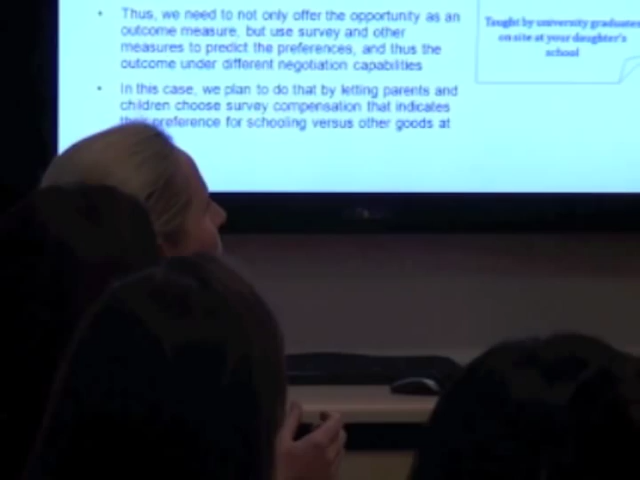 Thus, we need to not only offer the opportunity as an
outcome measure, but use survey and other
measures to predict the preferences, and thus the
outcome under different negotiation capabilities
In this case, we plan to do that by letting parents and
children choose survey compensation that indicates
their preference for schooling versus other goods at
Taught by university graduates
on site at your daughter's
school